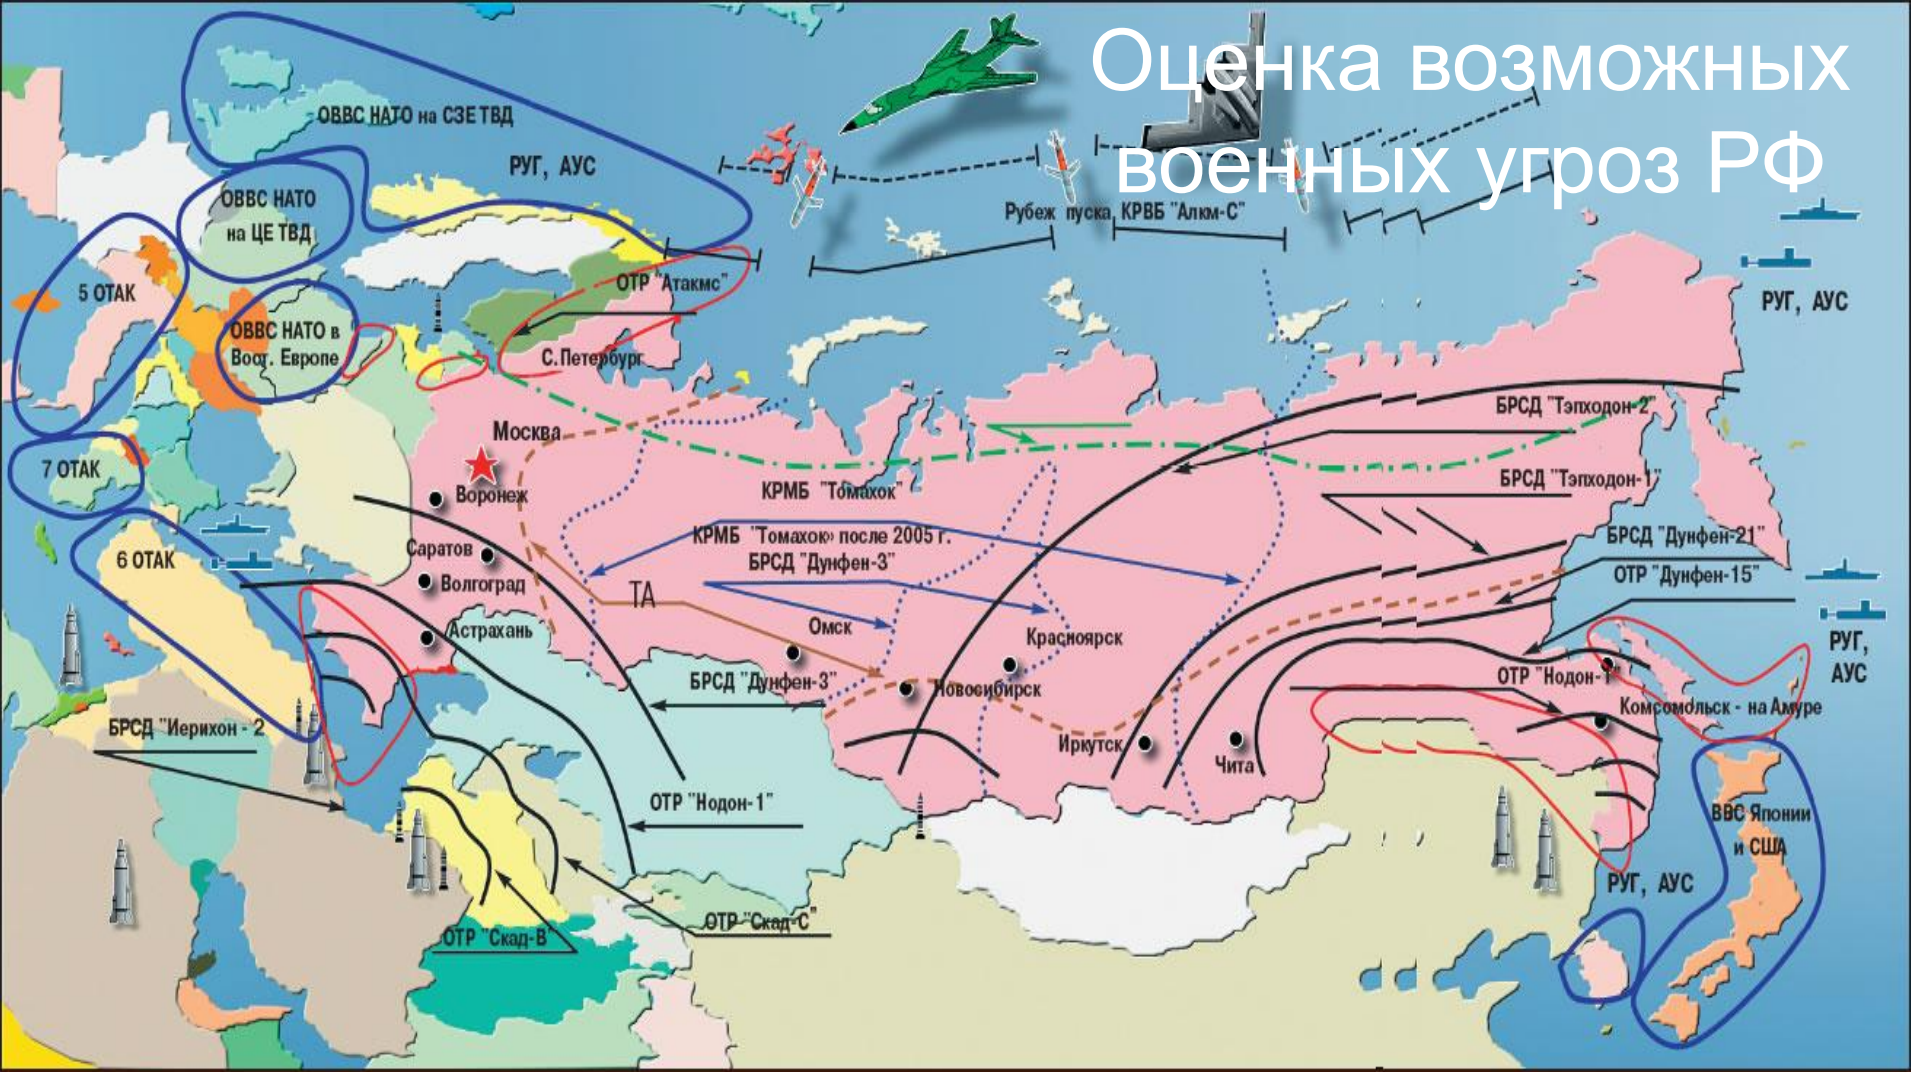 Оценка возможных
военных угроз РФ
ОВВС НАТО на СЗЕ ТВД
РУГ, АУС
ОВВС НАТО
на ЦЕ ТВД
Рубеж пуска КРВБ "Алкм-С"
5 ОТАК
ОТР "Атакмс"
РУГ, АУС
ОВВС НАТО в
Вост. Европе
С.Петербург
БРСД "Тэпходон-2"
Москва
7 ОТАК
БРСД "Тэпходон-1"
КРМБ "Томахок"
Воронеж
КРМБ "Томахок» после 2005 г.
БРСД "Дунфен-21"
Саратов
6 ОТАК
БРСД "Дунфен-3"
ОТР "Дунфен-15"
Волгоград
ТА
Астрахань
Омск
Красноярск
РУГ,
АУС
БРСД "Дунфен-3"
Новосибирск
ОТР "Нодон-1"
Комсомольск - на Амуре
БРСД "Иерихон - 2
Иркутск
Чита
ОТР "Нодон-1"
ВВС Японии
и США
РУГ, АУС
ОТР "Скад-С"
ОТР "Скад-В"